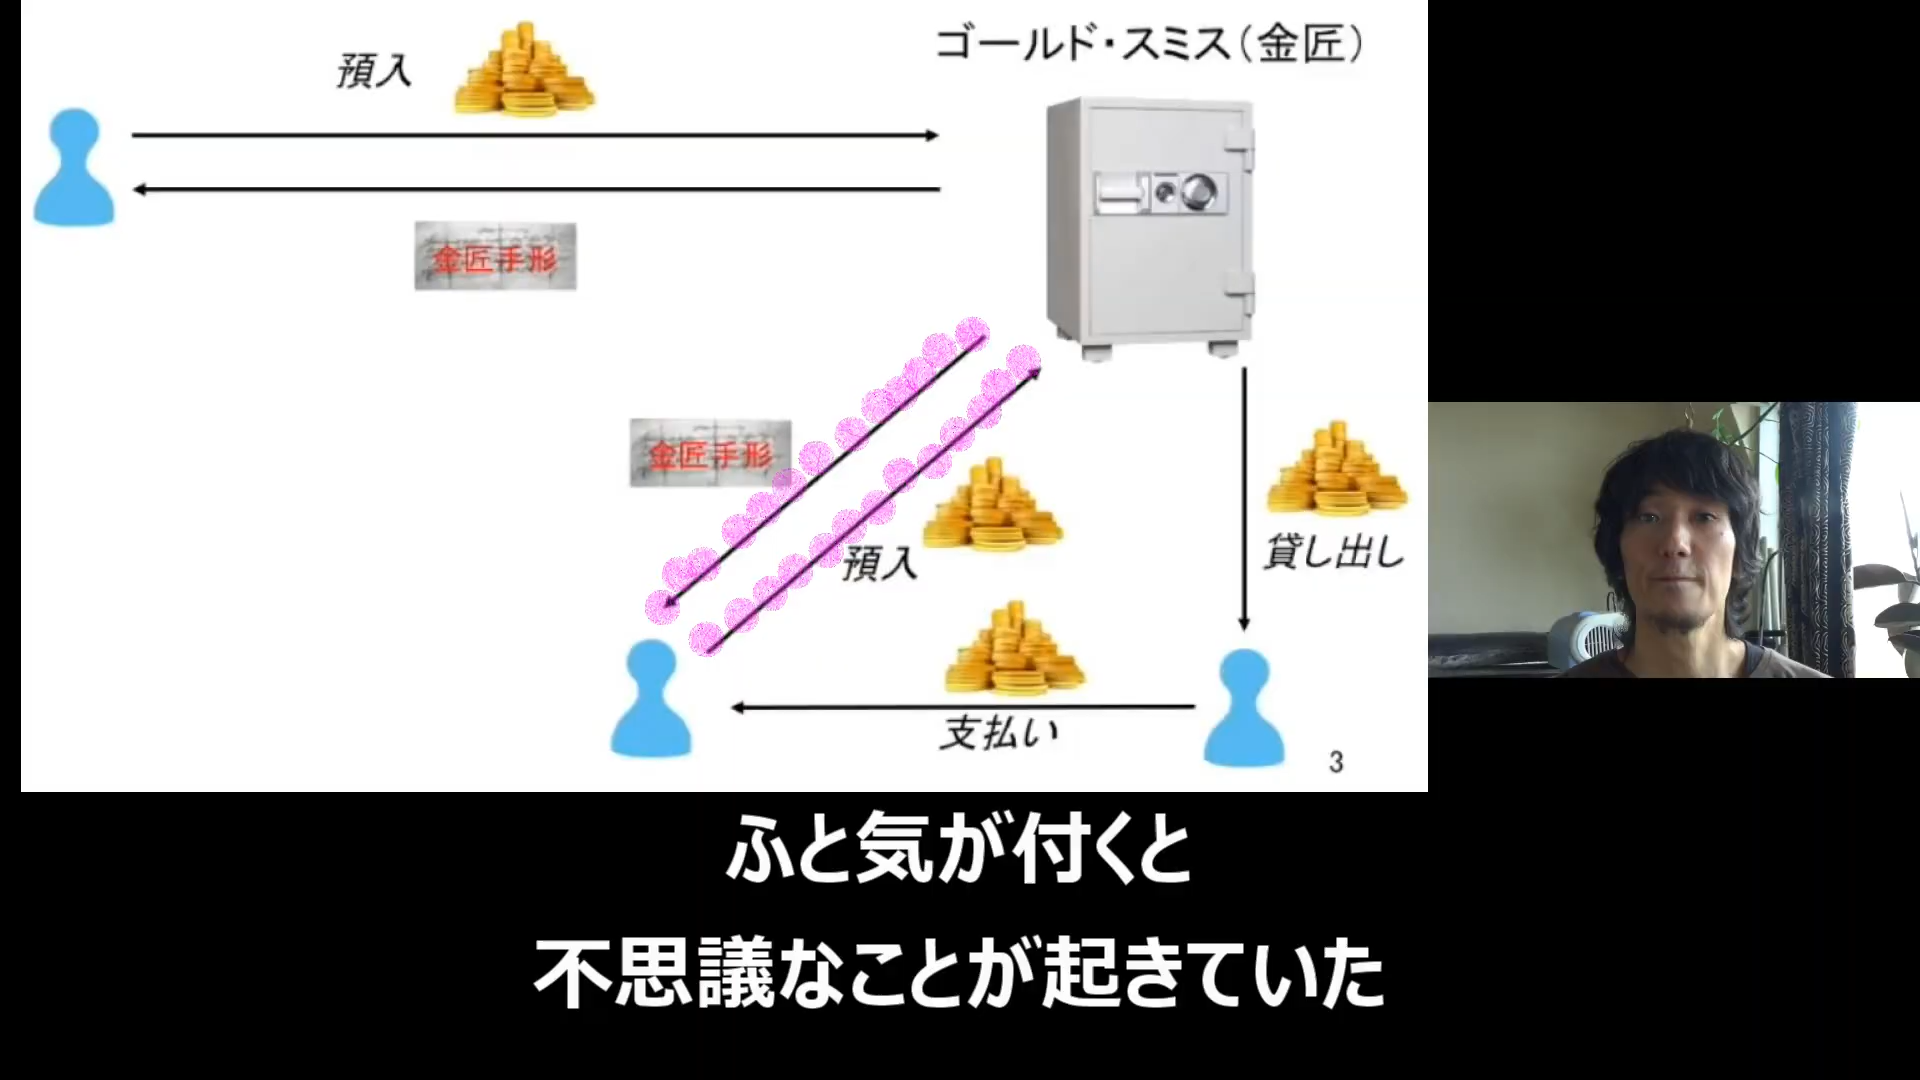 ゴールド・スミス（金匠）
預入
金匠手形
金匠手形
預入
貸し出し
支払い
3
ふと気が付くと
不思議なことが起きていた